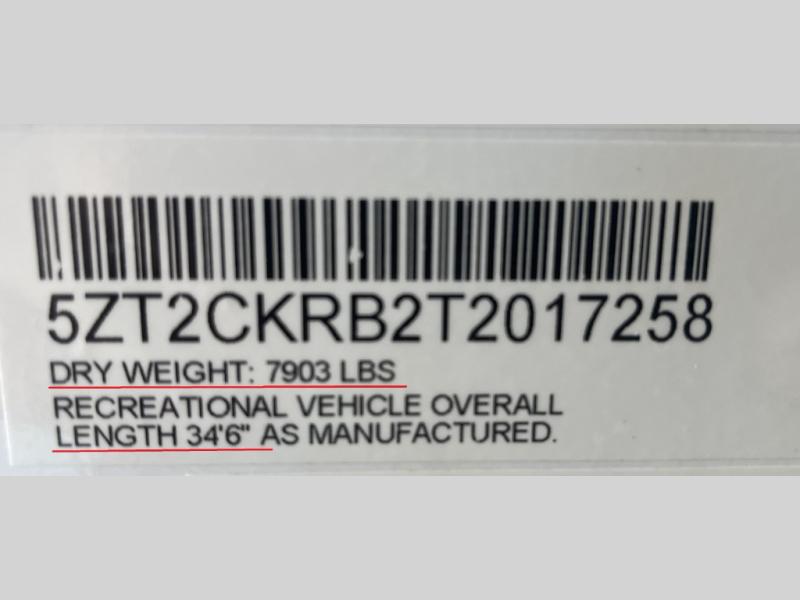 5ZT2CKRB2T2017258
DRY WEIGHT: 7903 LBS
RECREATIONAL VEHICLE OVERALL
LENGTH 34'6" AS MANUFACTURED.